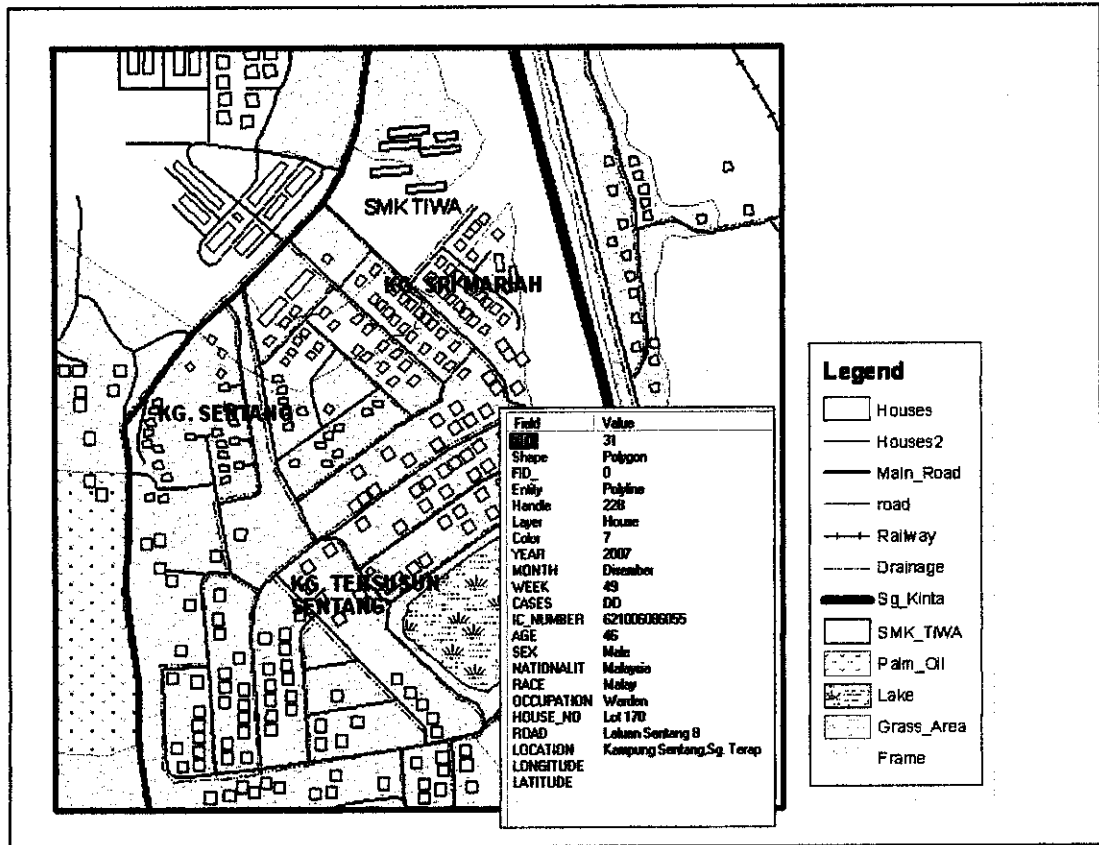 SMK TIWA
KG. SRI MARIAH
KG. SENTANG
KG. TERSUSUN
SENTANG
Field Value
31
Shape Polygon
FID_ 0
Entity Polyline
Handle 22B
Layer House
Color 7
YEAR 2007
MONTH Disember
WEEK 49
CASES DD
IC_NUMBER 621006086055
AGE 46
SEX Male
NATIONALIT Malaysia
RACE Malay
OCCUPATION Warden
HOUSE_NO Lot 170
ROAD Laluan Sentang 8
LOCATION Kampung Sentang,Sg. Terap
LONGITUDE
LATITUDE
Legend
Houses
Houses2
Main_Road
road
Railway
Drainage
Sg_Kinta
SMK_TIWA
Palm_Oil
Lake
Grass_Area
Frame